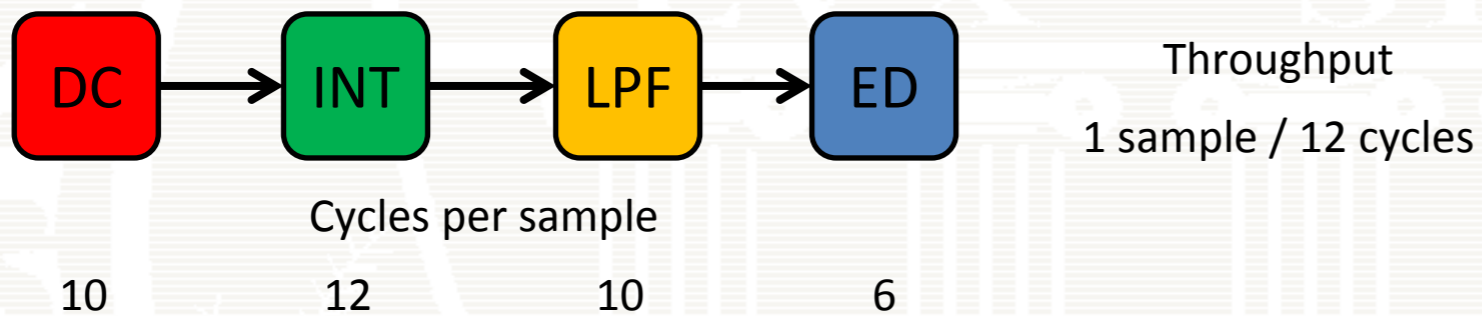 DC INT LPF ED
Throughput
1 sample / 12 cycles
Cycles per sample
10 12 10 6